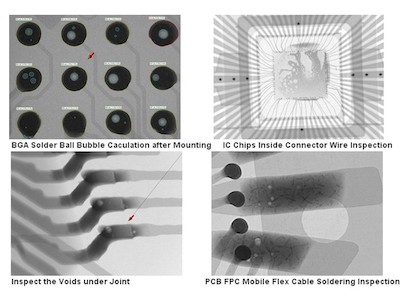 BGA Solder Ball Bubble Caculation after Mounting
IC Chips Inside Connector Wire Inspection
Inspect the Voids under Joint
PCB FPC Mobile Flex Cable Soldering Inspection